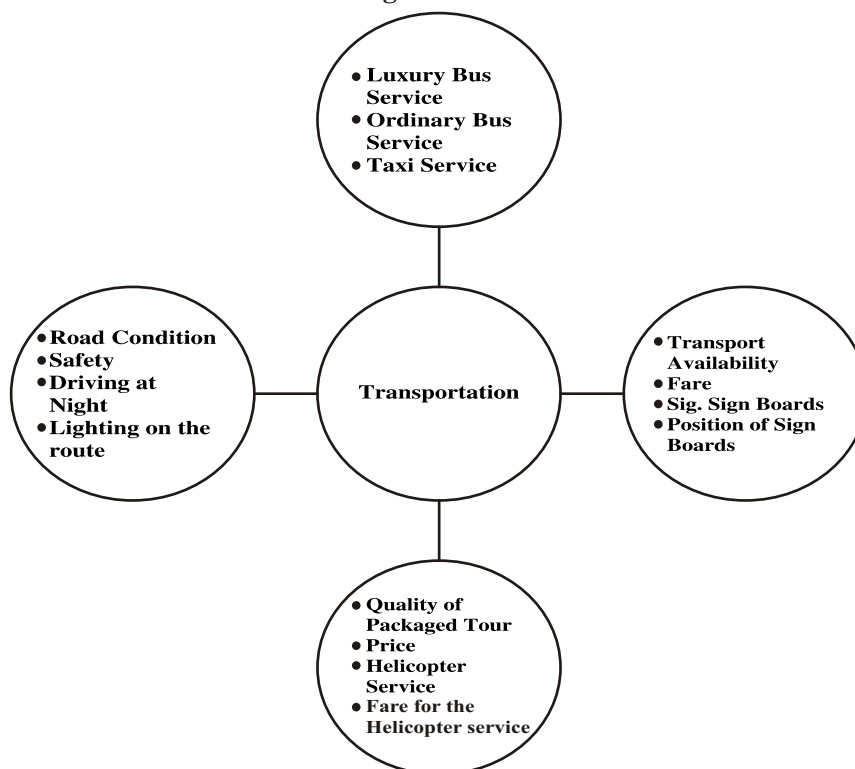 • Luxury Bus
Service
• Ordinary Bus
Service
• Taxi Service
• Road Condition
• Safety
• Driving at
Night
• Lighting on the
route
Transportation
• Transport
Availability
• Fare
• Sig. Sign Boards
• Position of Sign
Boards
• Quality of
Packaged Tour
• Price
• Helicopter
Service
• Fare for the
Helicopter service